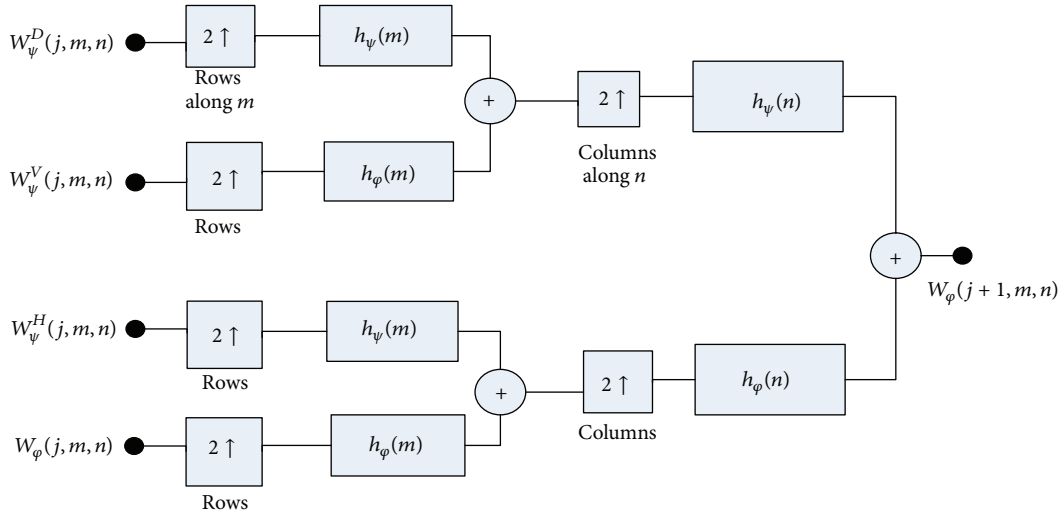 W_ψ^D(j, m, n)
2 ↑
h_ψ(m)
Rows
along m
+
2 ↑
h_ψ(n)
Columns
along n
W_ψ^V(j, m, n)
2 ↑
h_φ(m)
Rows
+
W_φ(j + 1, m, n)
W_ψ^H(j, m, n)
2 ↑
h_ψ(m)
Rows
+
2 ↑
h_φ(n)
Columns
W_φ(j, m, n)
2 ↑
h_φ(m)
Rows